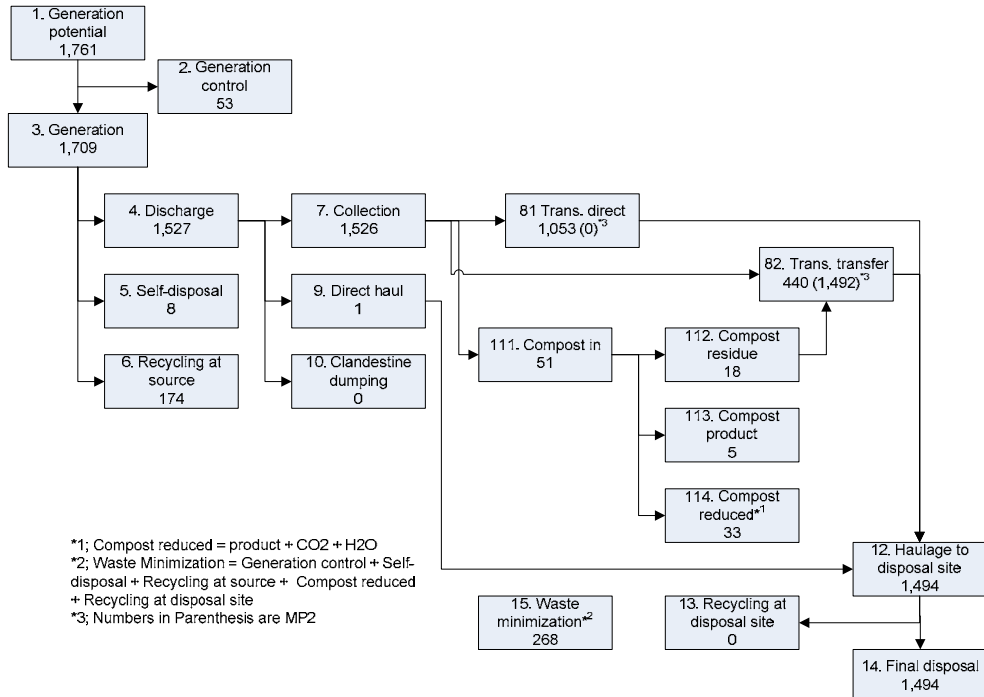 1. Generation
potential
1,761
2. Generation
control
53
3. Generation
1,709
4. Discharge
1,527
7. Collection
1,526
81 Trans. direct
1,053 (0)*3
82. Trans. transfer
440 (1,492)*3
5. Self-disposal
8
9. Direct haul
1
111. Compost in
51
112. Compost
residue
18
6. Recycling at
source
174
10. Clandestine
dumping
0
113. Compost
product
5
114. Compost
reduced*1
33
*1; Compost reduced = product + CO2 + H2O
*2; Waste Minimization = Generation control + Self-
disposal + Recycling at source + Compost reduced
+ Recycling at disposal site
*3; Numbers in Parenthesis are MP2
12. Haulage to
disposal site
1,494
15. Waste
minimization*2
268
13. Recycling at
disposal site
0
14. Final disposal
1,494